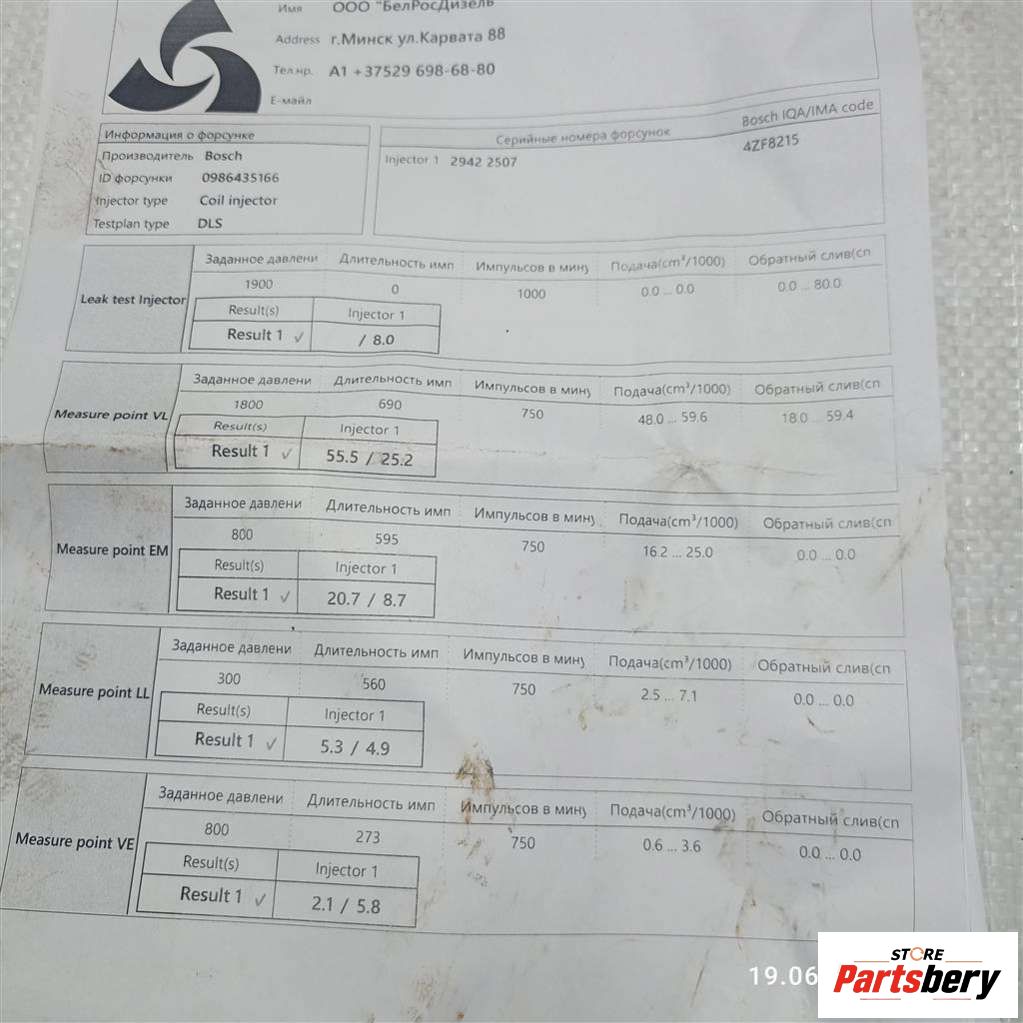 Имя ООО "БелРосДизель
Address г.Минск ул.Карвата 88
Тел нр. А1 +37529 698-68-80
Е-майл
Информация о форсунке
Производитель Bosch
ID форсунки 0986435166
Injector type Coil injector
Testplan type DLS
Серийные номера форсунок Bosch IQA/IMA code
Injector 1 2942 2507 4ZF8215
Leak test Injector
Заданное давлени Длительность имп Импульсов в мину Подача(cm³/1000) Обратный слив(сп
1900 0 1000 0.0 ... 0.0 0.0 ... 80.0
Result(s) Injector 1
Result 1 ✓ / 8.0
Measure point VL
Заданное давлени Длительность имп Импульсов в мину Подача(cm³/1000) Обратный слив(сп
1800 690 750 48.0 ... 59.6 18.0 ... 59.4
Result(s) Injector 1
Result 1 ✓ 55.5 / 25.2
Measure point EM
Заданное давлени Длительность имп Импульсов в мину Подача(cm³/1000) Обратный слив(сп
800 595 750 16.2 ... 25.0 0.0 ... 0.0
Result(s) Injector 1
Result 1 ✓ 20.7 / 8.7
Measure point LL
Заданное давлени Длительность имп Импульсов в мину Подача(cm³/1000) Обратный слив(сп
300 560 750 2.5 ... 7.1 0.0 ... 0.0
Result(s) Injector 1
Result 1 ✓ 5.3 / 4.9
Measure point VE
Заданное давлени Длительность имп Импульсов в мину Подача(cm³/1000) Обратный слив(сп
800 273 750 0.6 ... 3.6 0.0 ... 0.0
Result(s) Injector 1
Result 1 ✓ 2.1 / 5.8
19.06
STORE
Partsbery